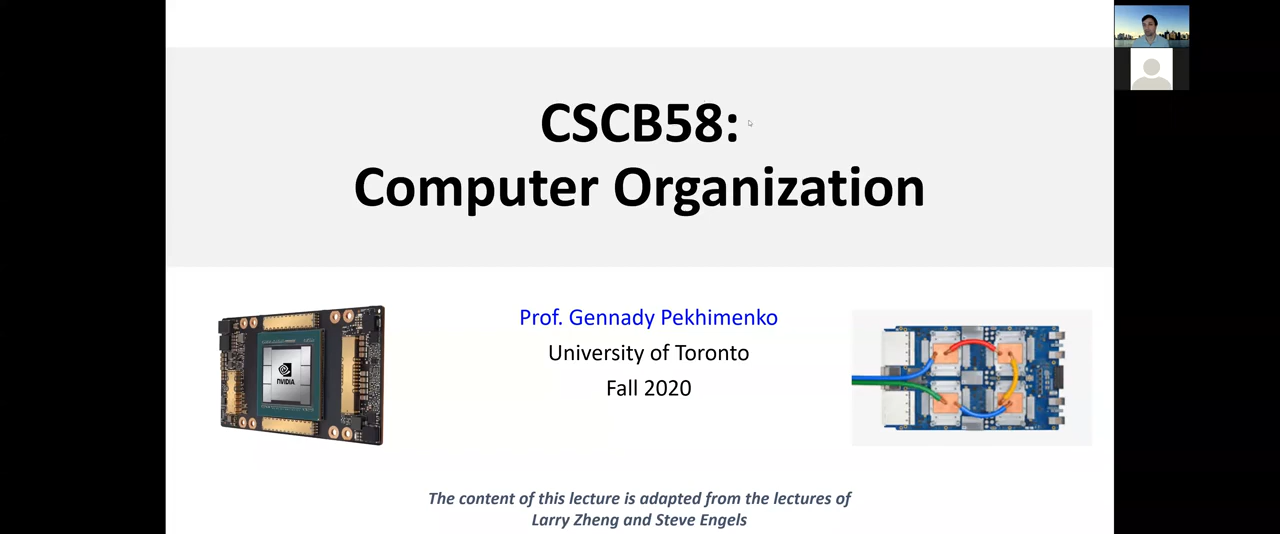 CSCB58:
Computer Organization
Prof. Gennady Pekhimenko
University of Toronto
Fall 2020
NVIDIA
The content of this lecture is adapted from the lectures of
Larry Zheng and Steve Engels